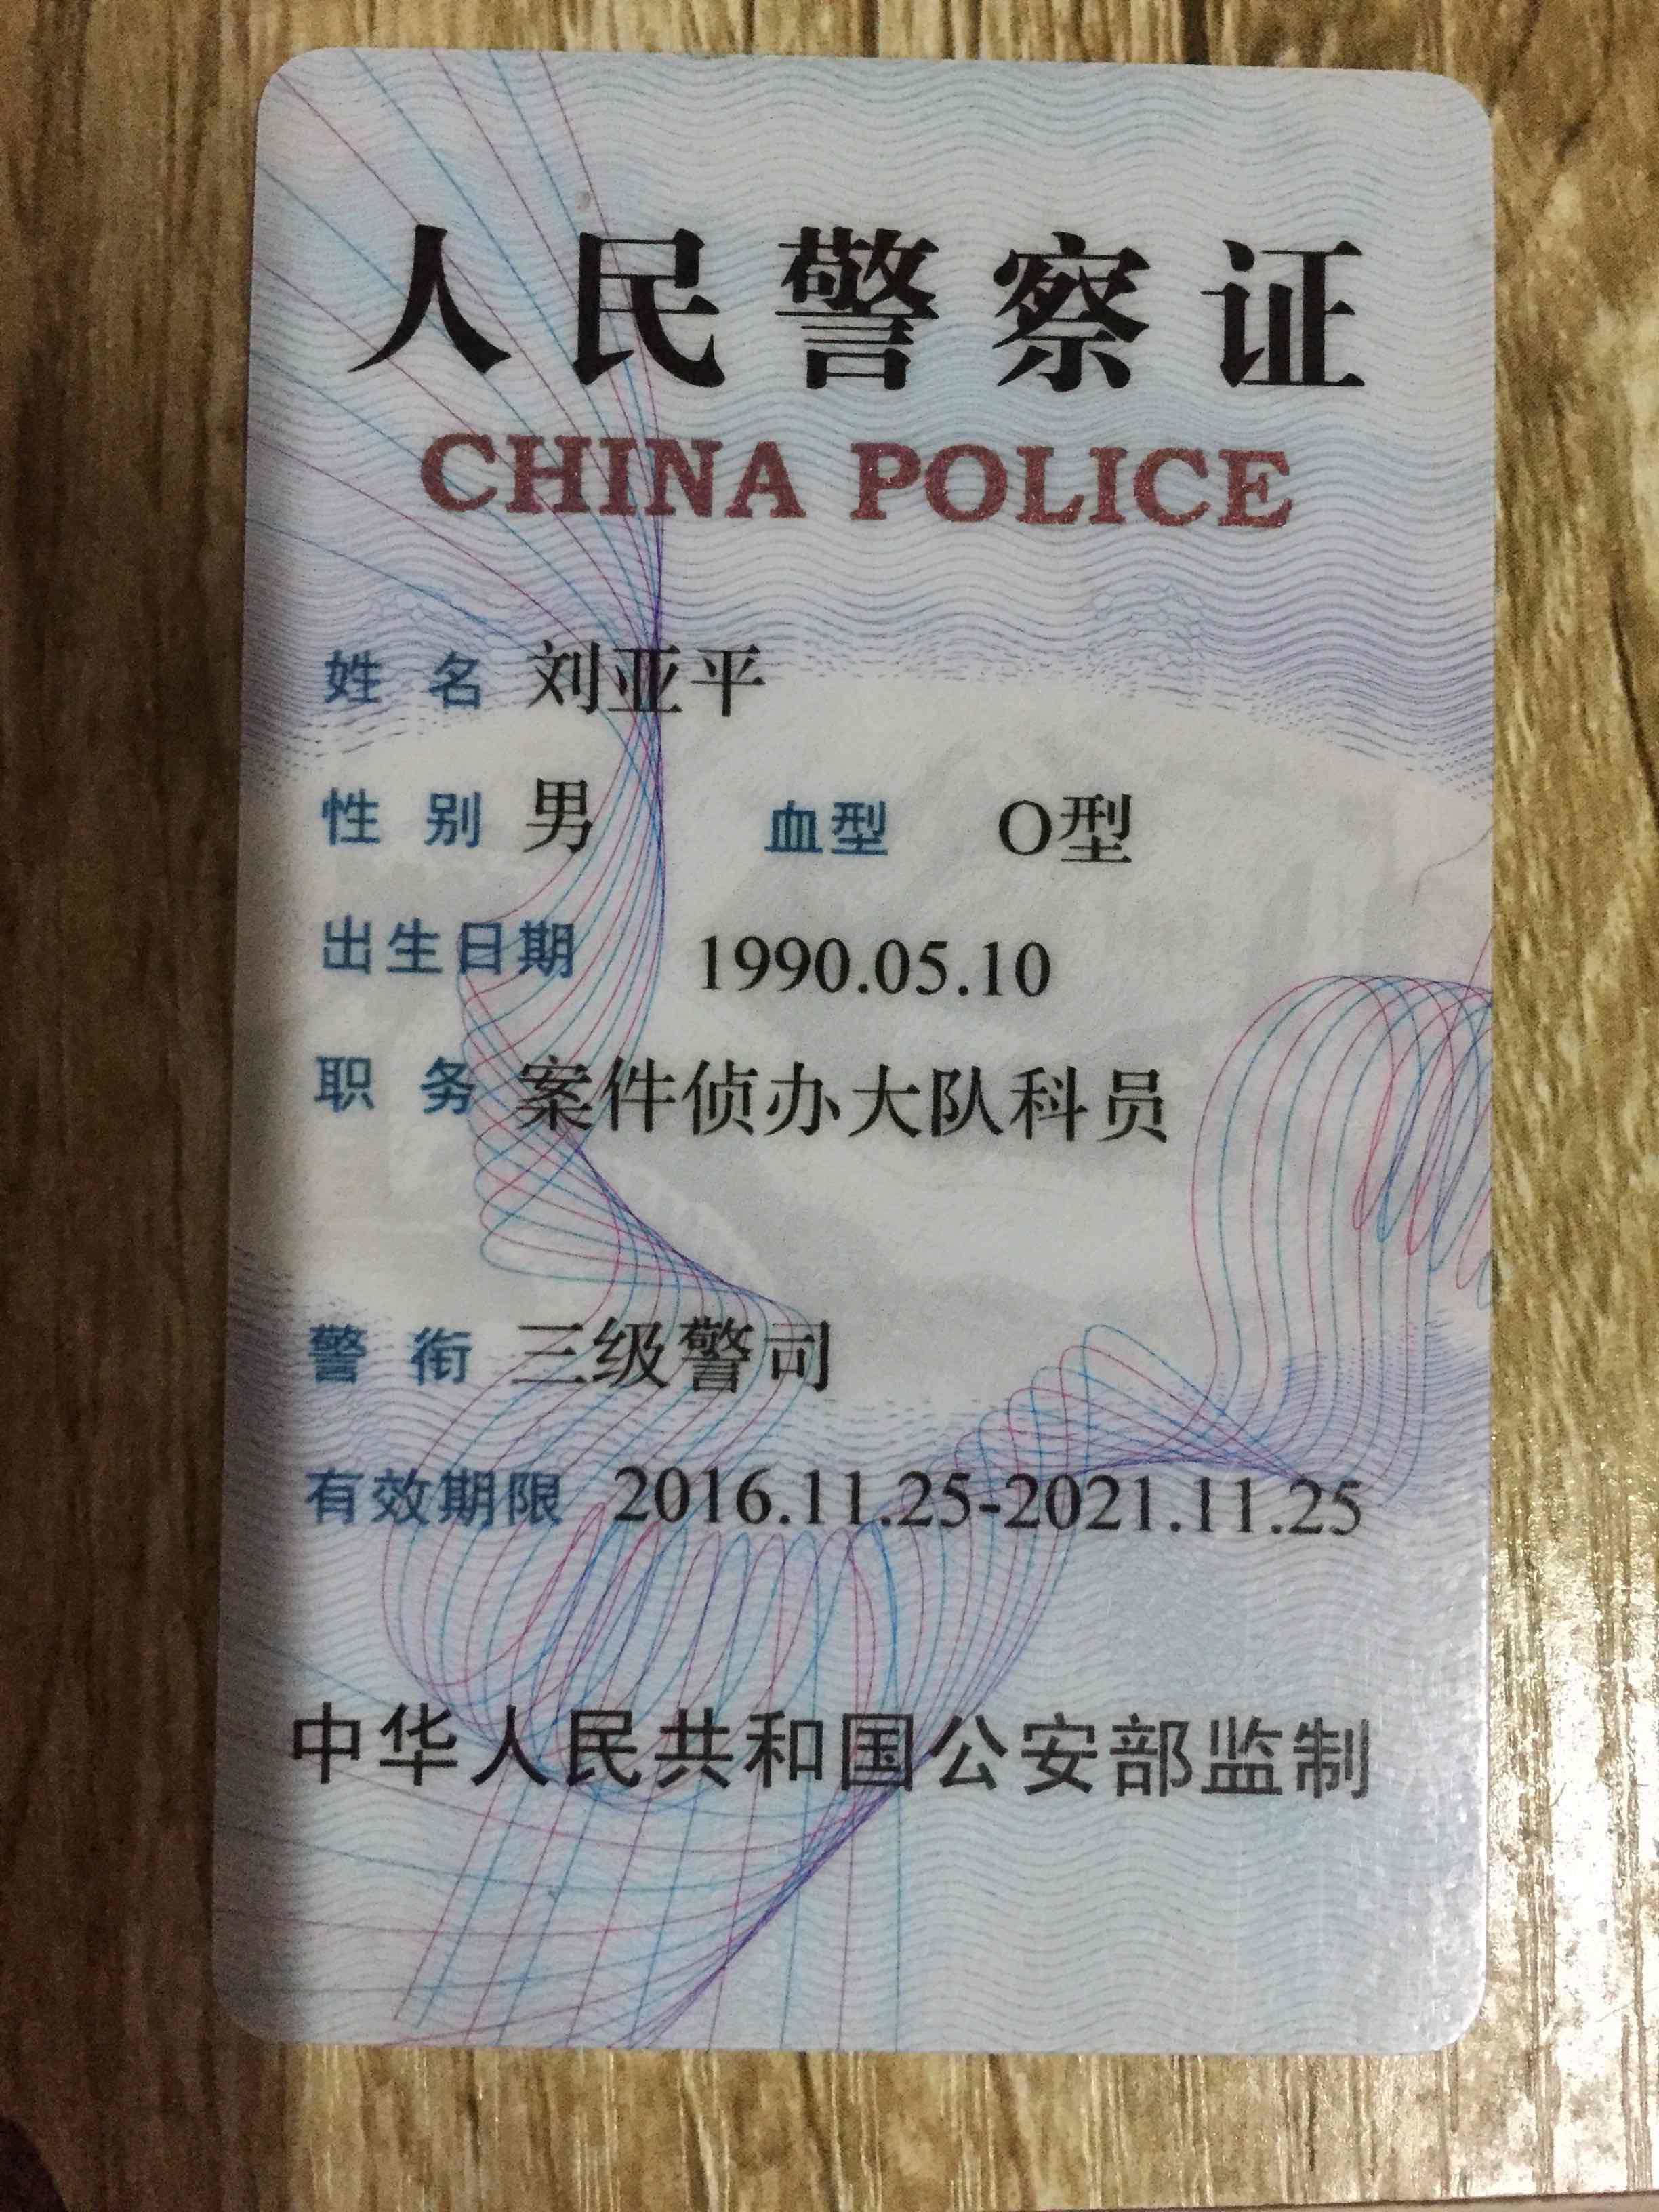 人民警察证
CHINA POLICE
姓名 刘亚平
性别 男 血型 O型
出生日期 1990.05.10
职务 案件侦办大队科员
警衔 三级警司
有效期限 2016.11.25-2021.11.25
中华人民共和国公安部监制